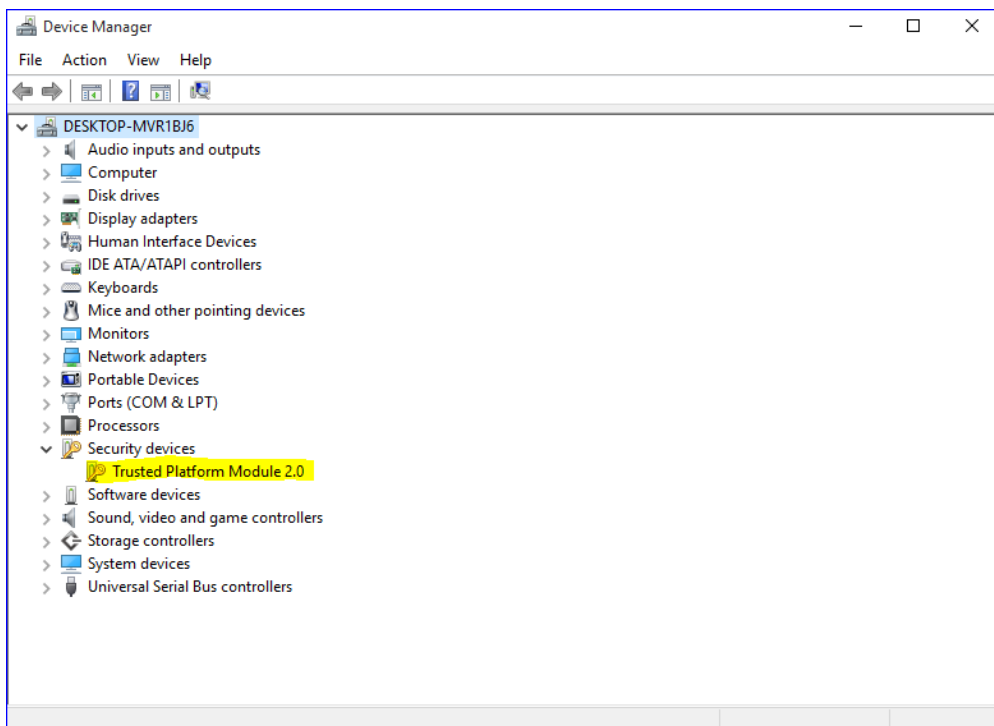 Device Manager
File Action View Help
DESKTOP-MVR1BJ6
Audio inputs and outputs
Computer
Disk drives
Display adapters
Human Interface Devices
IDE ATA/ATAPI controllers
Keyboards
Mice and other pointing devices
Monitors
Network adapters
Portable Devices
Ports (COM & LPT)
Processors
Security devices
Trusted Platform Module 2.0
Software devices
Sound, video and game controllers
Storage controllers
System devices
Universal Serial Bus controllers